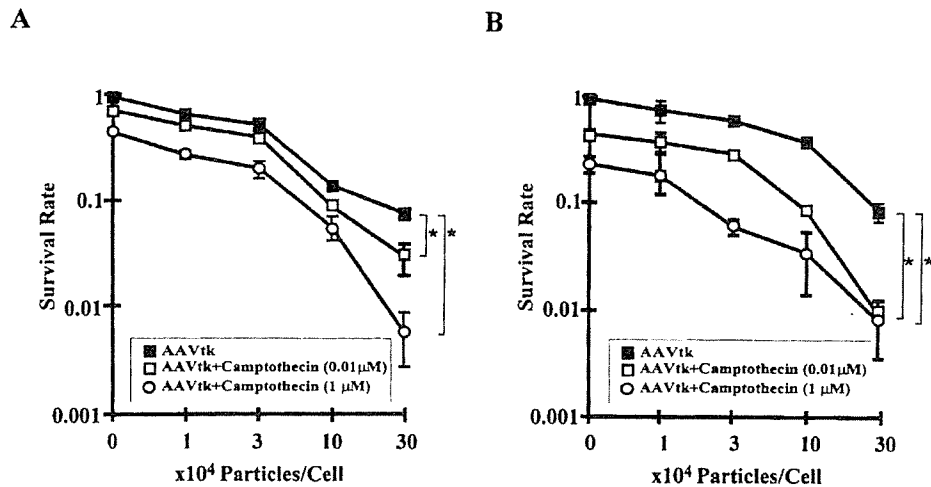 A
1
0.1
0.01
0.001
Survival Rate
AAVtk
AAVtk+Camptothecin (0.01µM)
AAVtk+Camptothecin (1 µM)
* *
0 1 3 10 30
x10⁴ Particles/Cell
B
1
0.1
0.01
0.001
Survival Rate
AAVtk
AAVtk+Camptothecin (0.01µM)
AAVtk+Camptothecin (1 µM)
* *
0 1 3 10 30
x10⁴ Particles/Cell